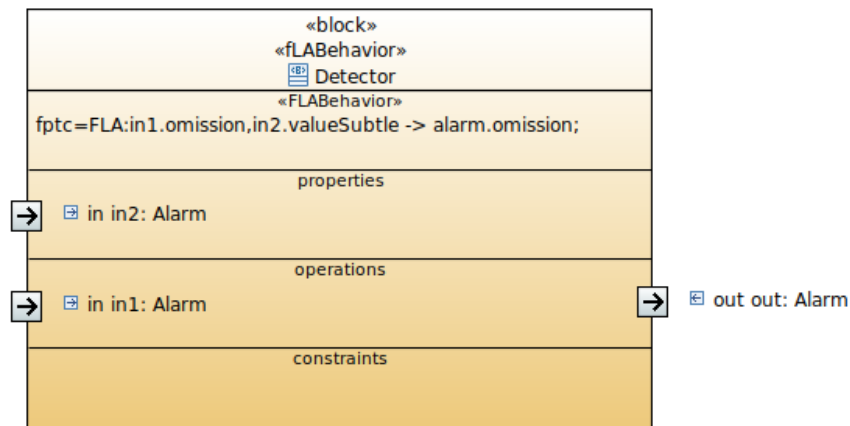 «block»
«fLABehavior»
Detector
«FLABehavior»
fptc=FLA:in1.omission,in2.valueSubtle -> alarm.omission;
properties
in in2: Alarm
operations
in in1: Alarm
out out: Alarm
constraints